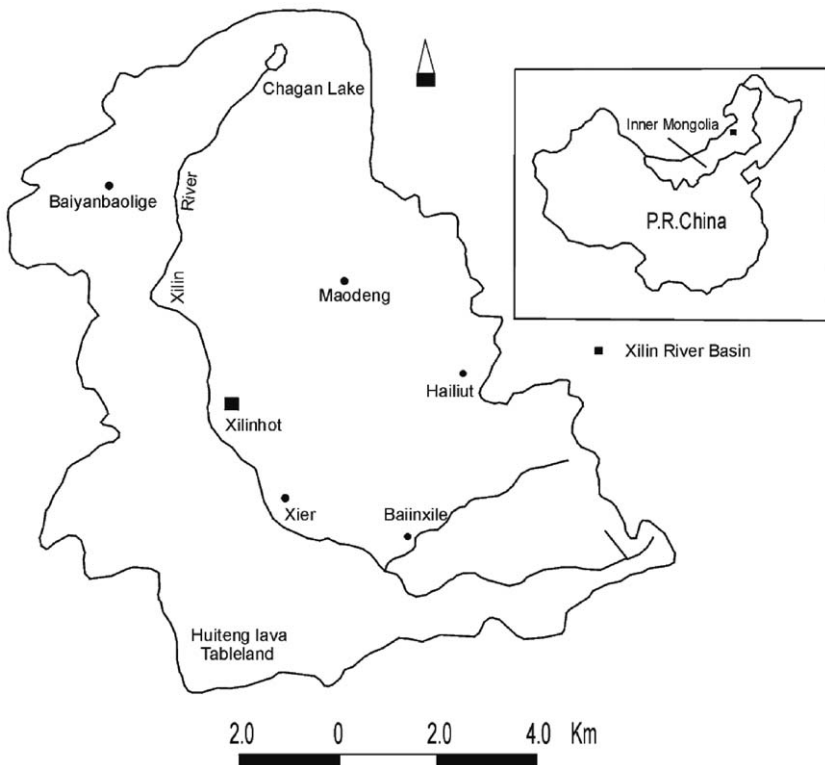 Chagan Lake
Inner Mongolia
River
Baiyanbaolige
P.R.China
Xilin
Maodeng
Xilin River Basin
Hailiut
Xilinhot
Xier
Baiinxile
Huiteng lava
Tableland
2.0 0 2.0 4.0 Km